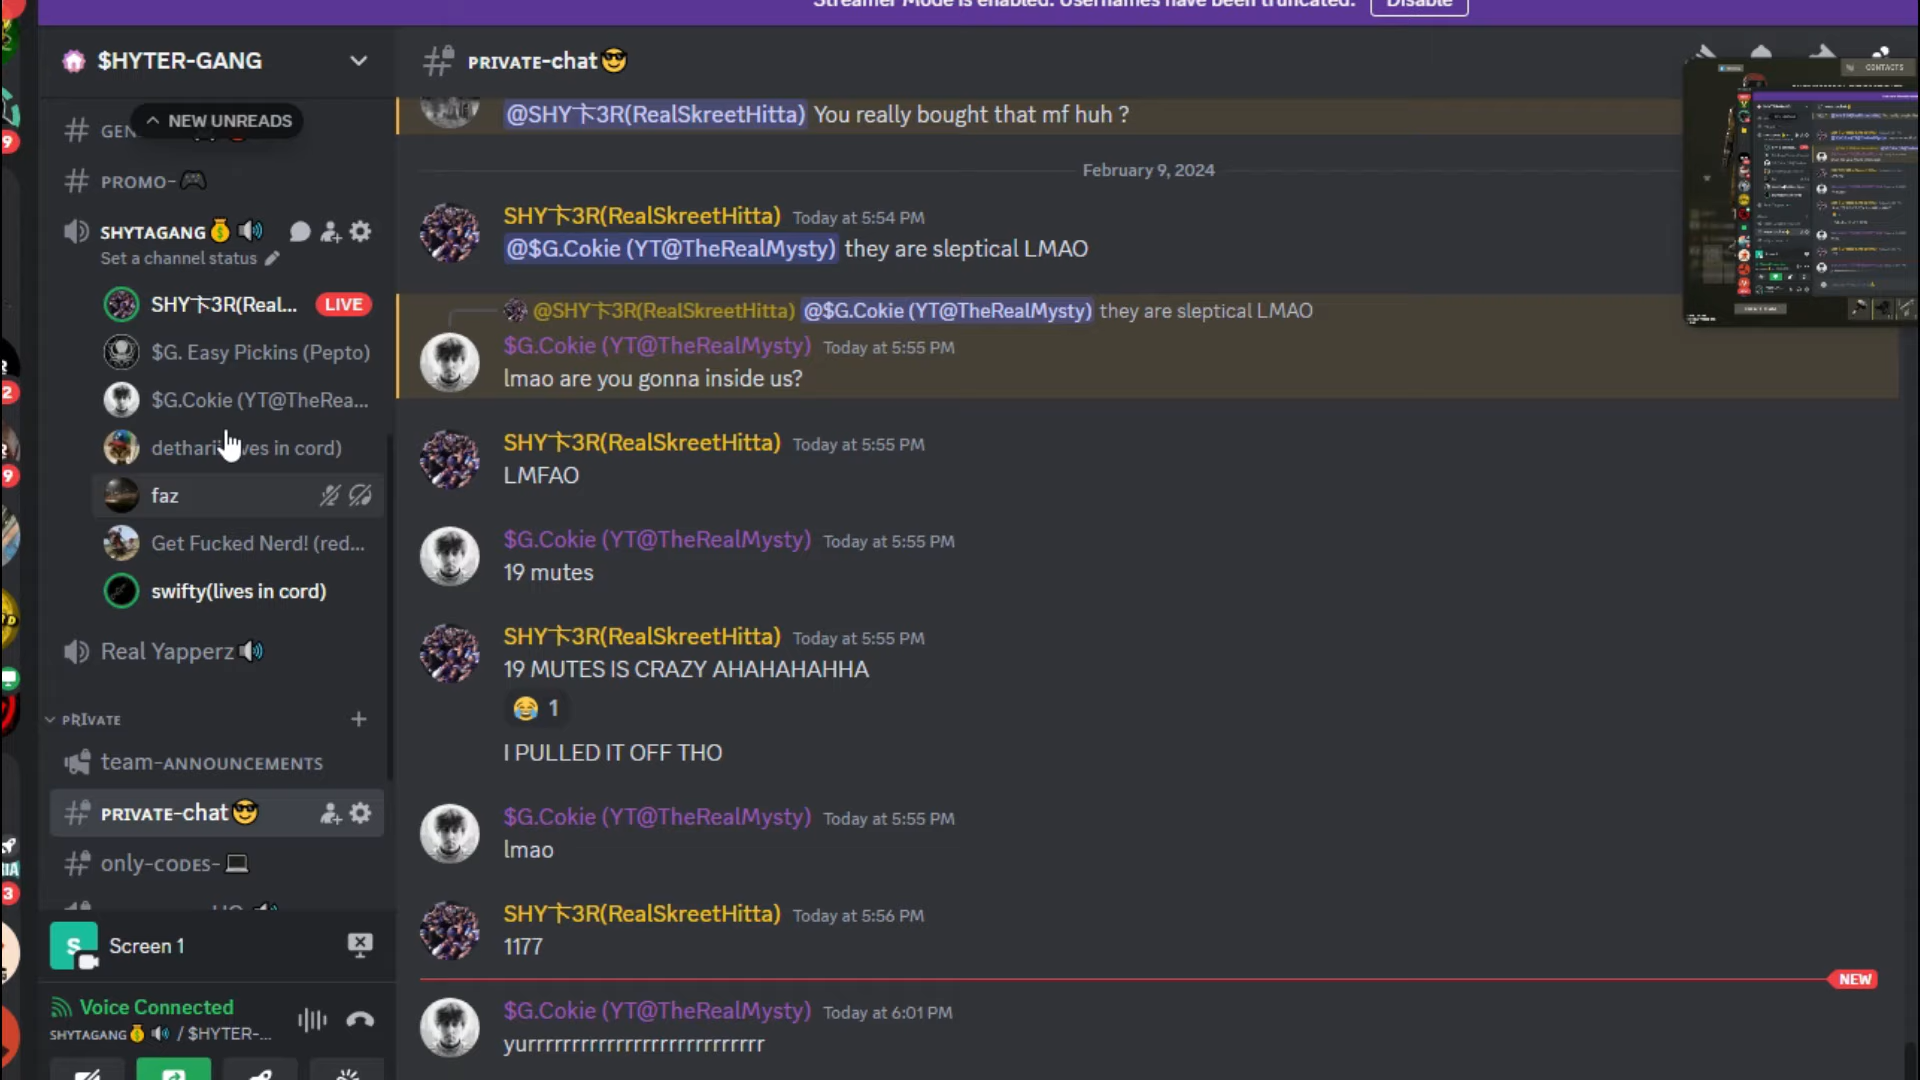 Streamer Mode is enabled. Usernames have been truncated.
Disable
$HYTER-GANG
NEW UNREADS
GEN
PROMO-🎮
SHYTAGANG💰🔊
Set a channel status
SHY卞3R(Real...
LIVE
$G. Easy Pickins (Pepto)
$G.Cokie (YT@TheRea...
detharii(lives in cord)
faz
Get Fucked Nerd! (red...
swifty(lives in cord)
Real Yapperz🔊
PRIVATE
team-ANNOUNCEMENTS
PRIVATE-chat😎
only-CODES-💻
Screen 1
Voice Connected
SHYTAGANG💰🔊 / $HYTER-...
PRIVATE-chat😎
@SHY卞3R(RealSkreetHitta) You really bought that mf huh ?
February 9, 2024
SHY卞3R(RealSkreetHitta) Today at 5:54 PM
@$G.Cokie (YT@TheRealMysty) they are sleptical LMAO
@SHY卞3R(RealSkreetHitta) @$G.Cokie (YT@TheRealMysty) they are sleptical LMAO
$G.Cokie (YT@TheRealMysty) Today at 5:55 PM
lmao are you gonna inside us?
SHY卞3R(RealSkreetHitta) Today at 5:55 PM
LMFAO
$G.Cokie (YT@TheRealMysty) Today at 5:55 PM
19 mutes
SHY卞3R(RealSkreetHitta) Today at 5:55 PM
19 MUTES IS CRAZY AHAHAHAHHA
😂 1
I PULLED IT OFF THO
$G.Cokie (YT@TheRealMysty) Today at 5:55 PM
lmao
SHY卞3R(RealSkreetHitta) Today at 5:56 PM
1177
NEW
$G.Cokie (YT@TheRealMysty) Today at 6:01 PM
yurrrrrrrrrrrrrrrrrrrrrrrrrrr
CONTACTS